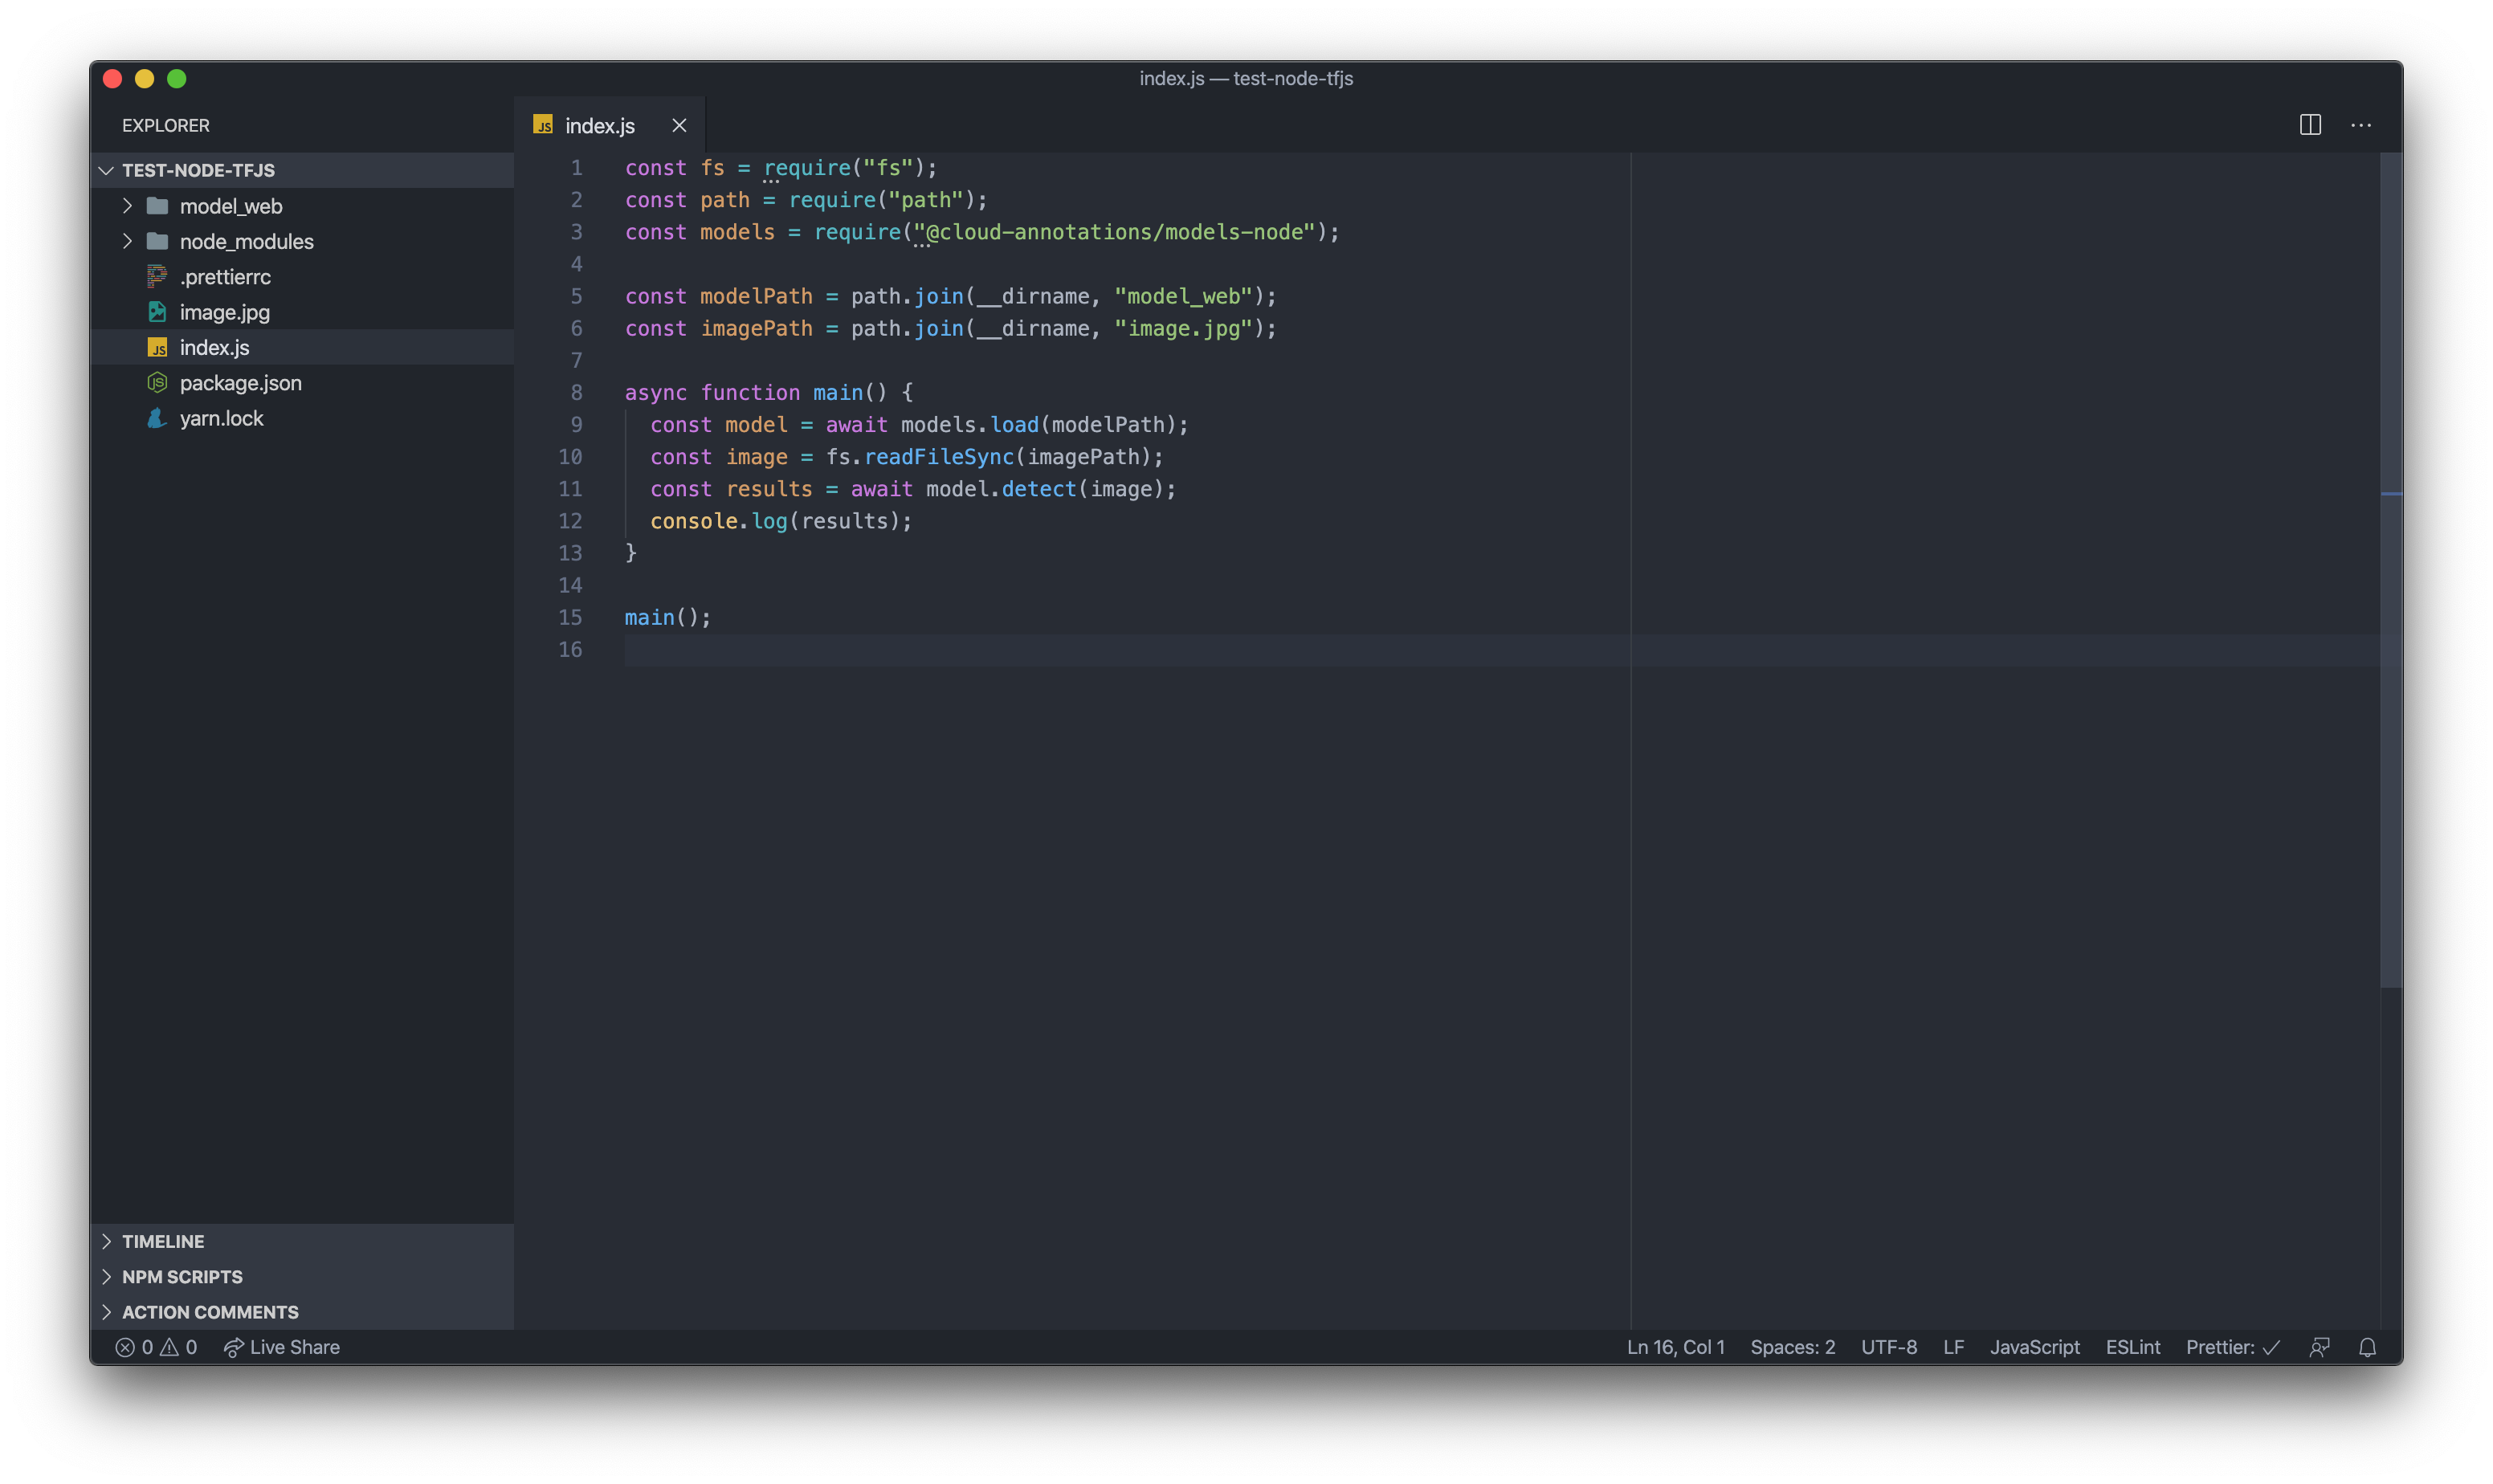 index.js — test-node-tfjs
EXPLORER
TEST-NODE-TFJS
model_web
node_modules
.prettierrc
image.jpg
JS index.js
JS package.json
yarn.lock
TIMELINE
NPM SCRIPTS
ACTION COMMENTS
JS index.js
1 const fs = require("fs");
2 const path = require("path");
3 const models = require("@cloud-annotations/models-node");
4
5 const modelPath = path.join(__dirname, "model_web");
6 const imagePath = path.join(__dirname, "image.jpg");
7
8 async function main() {
9   const model = await models.load(modelPath);
10   const image = fs.readFileSync(imagePath);
11   const results = await model.detect(image);
12   console.log(results);
13 }
14
15 main();
16
0 0 Live Share Ln 16, Col 1 Spaces: 2 UTF-8 LF JavaScript ESLint Prettier: ✓